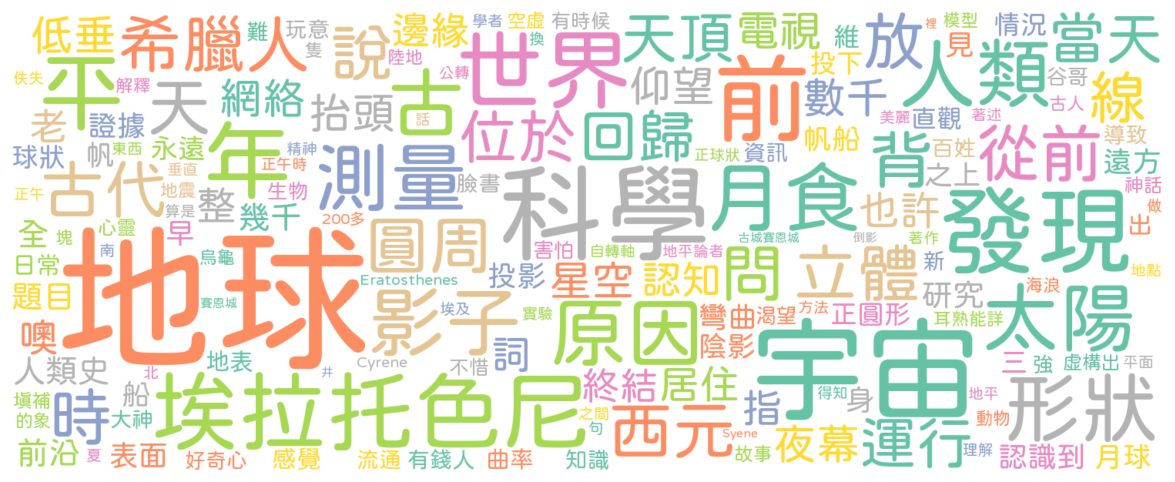 低垂
希臘人
難
玩意
隻
說
邊緣
陸地
學者
空虛
換
有時候
天頂
電視
維
放
見
模型
情況
當天
平
佚失
解釋
天
網絡
抬頭
古
公轉
世界
仰望
前
投下
數千
人類
谷哥
古人
線
老
證據
帆
東西
永遠
年
正午時
精神
測量
話
位於
回歸
正球狀
資訊
帆船
背
美麗
直觀
百姓
著述
從前
導致
遠方
球狀
正午
古代
垂直
地震
算是
生物
整
幾千
臉書
科學
月食
之上
也許
發現
神話
做
出
裡
全
塊
心靈
早
200多
圓周
害怕
自轉軸
地平論者
古城賽恩城
倒影
著作
日常
南
烏龜
地球
Eratosthenes
投影
星空
認知
問
立體
新
地點
題目
賽恩城
影子
埃及
實驗
原因
彎曲
渴望
方法
正圓形
研究
海浪
耳熟能詳
太陽
噢
地表
井
Cyrene
不惜
詞
陰影
宇宙
三
強
虛構出
平面
人類史
北
船
埃拉托色尼
終結
居住
得知
身
地平
形狀
填補
的象
時
大神
之間
句
西元
指
Syene
運行
動物
前沿
夏
表面
好奇心
感覺
流通
有錢人
曲率
知識
故事
夜幕
理解
認識到
月球